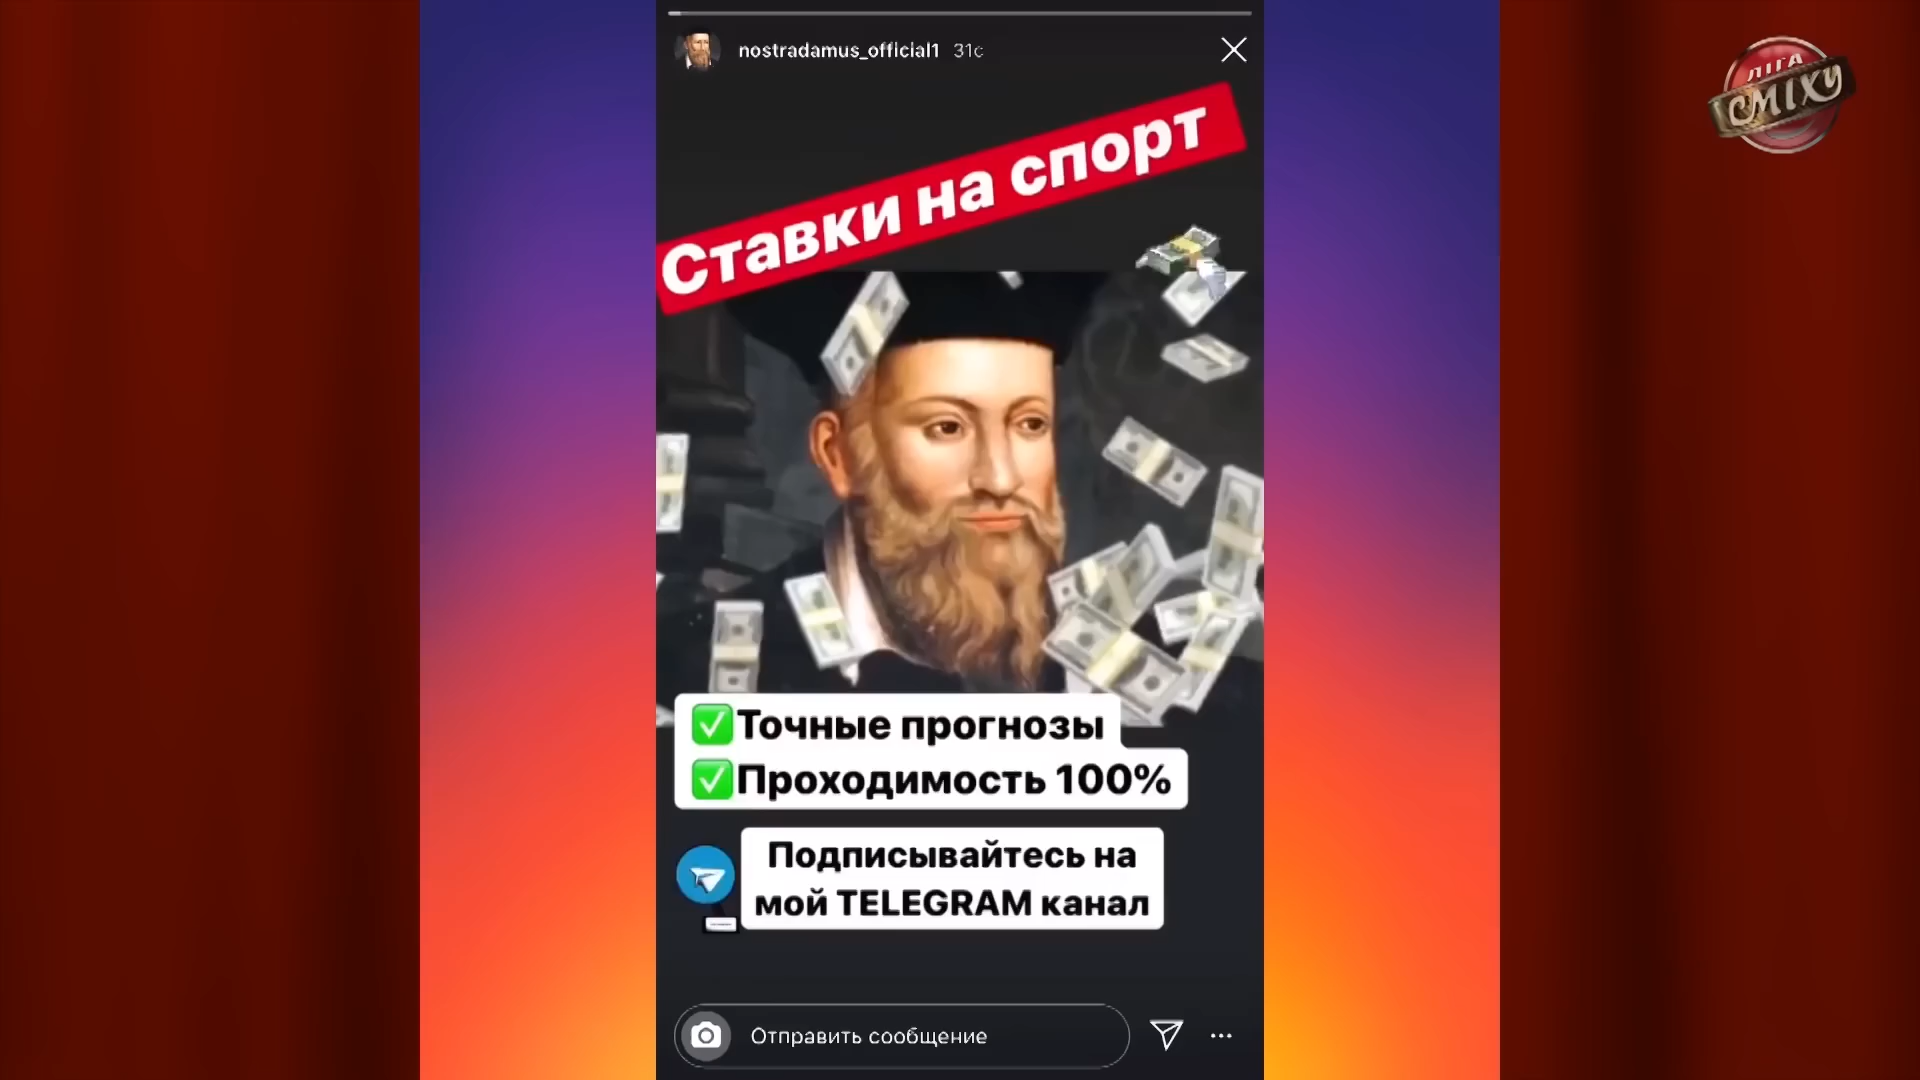 nostradamus_official1 31с
ЛІГА
СМІХУ
Ставки на спорт
✅Точные прогнозы
✅Проходимость 100%
Подписывайтесь на
мой TELEGRAM канал
Отправить сообщение